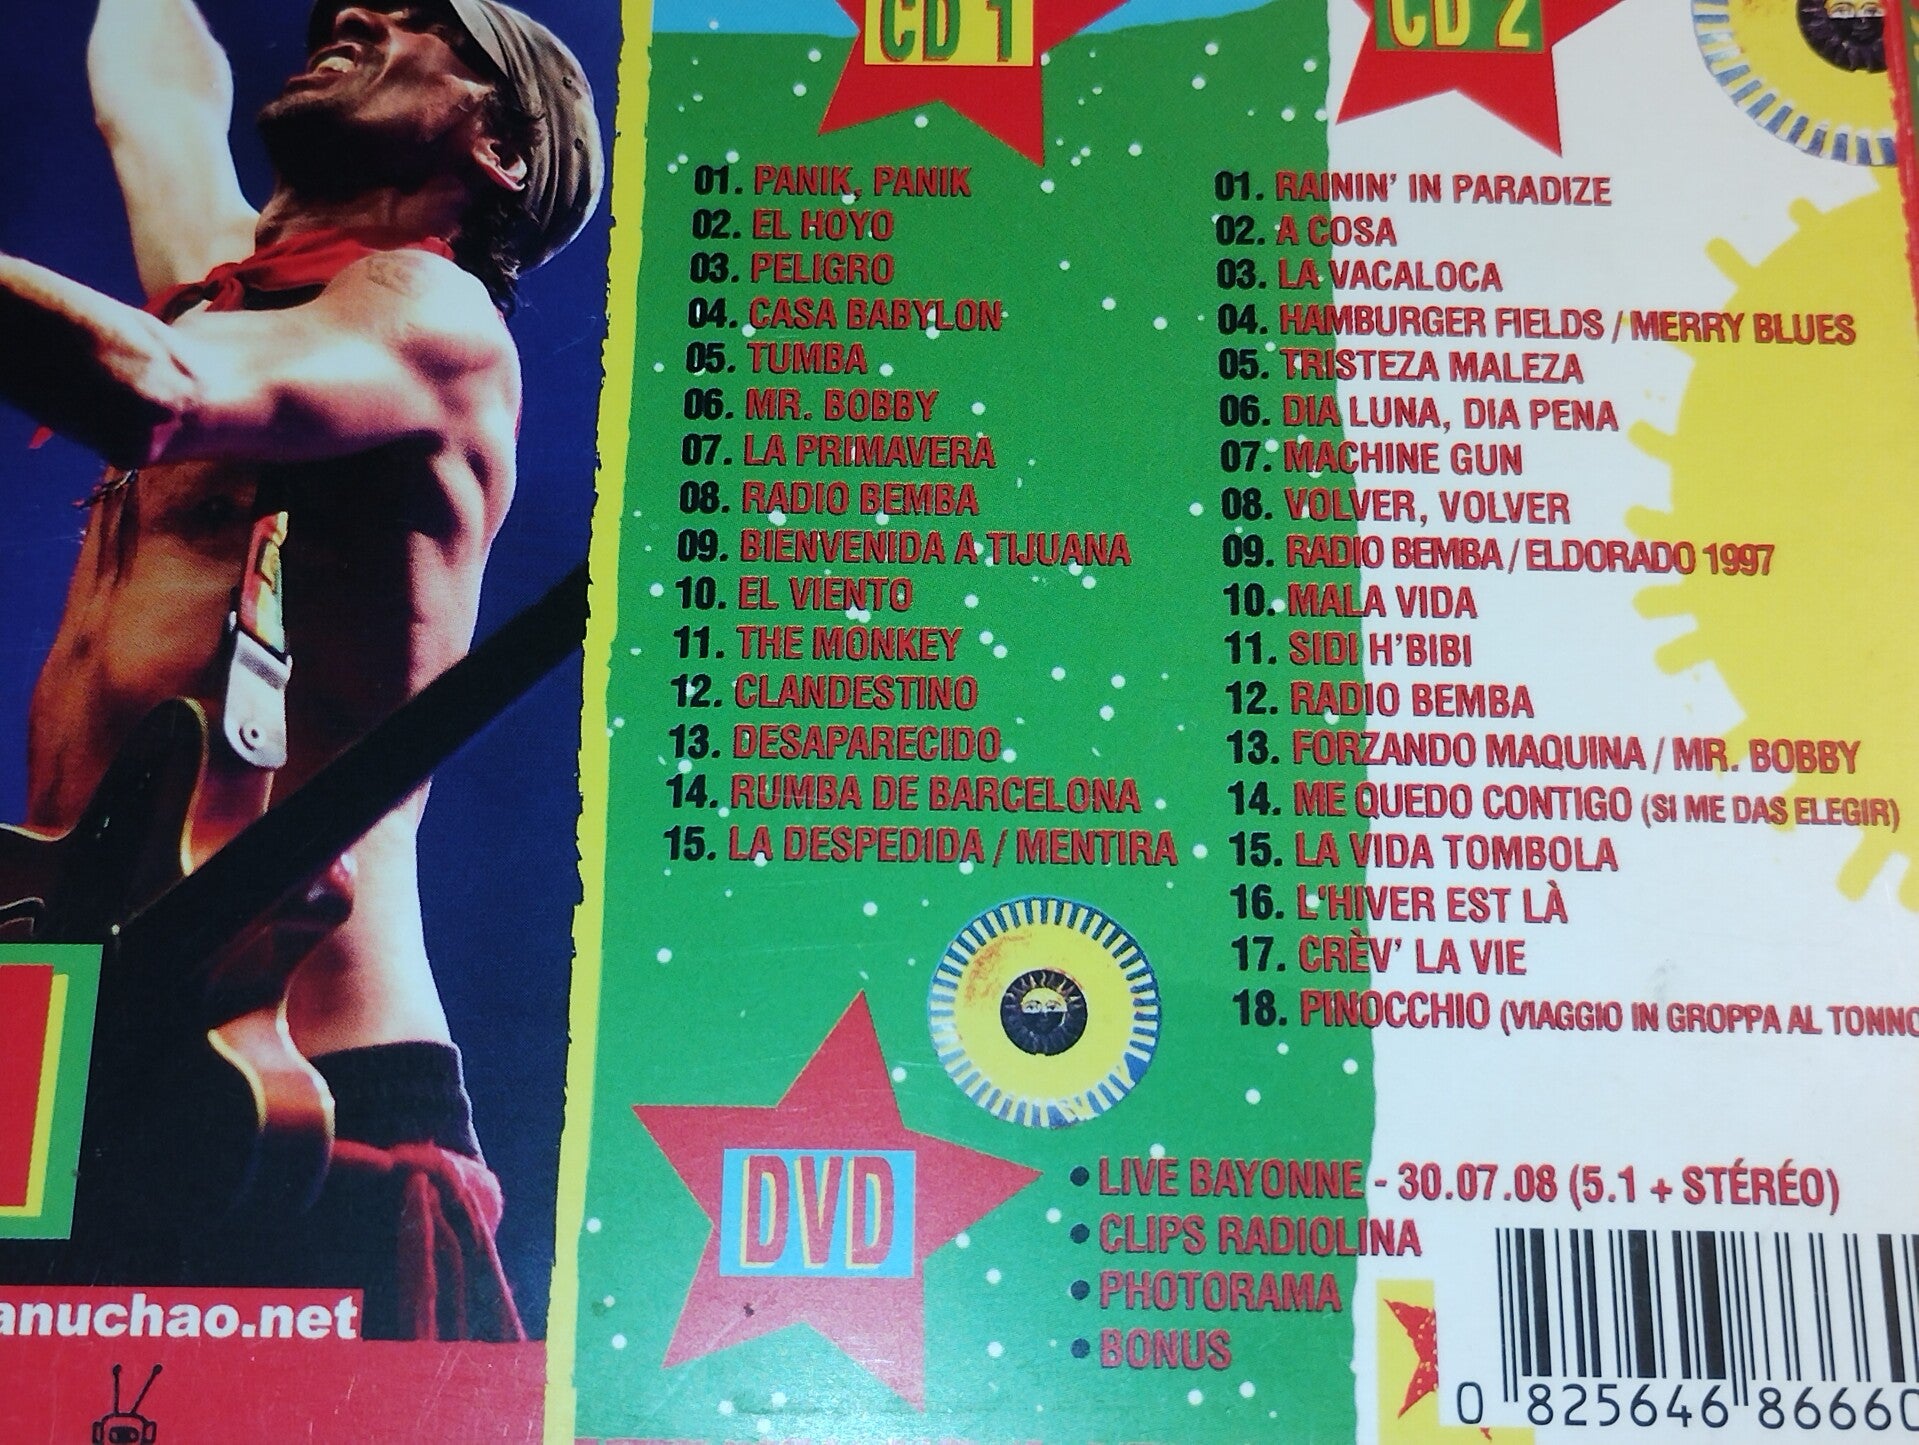 CD 1
01. PANIK, PANIK
02. EL HOYO
03. PELIGRO
04. CASA BABYLON
05. TUMBA
06. MR. BOBBY
07. LA PRIMAVERA
08. RADIO BEMBA
09. BIENVENIDA A TIJUANA
10. EL VIENTO
11. THE MONKEY
12. CLANDESTINO
13. DESAPARECIDO
14. RUMBA DE BARCELONA
15. LA DESPEDIDA / MENTIRA
CD 2
01. RAININ' IN PARADIZE
02. A COSA
03. LA VACALOCA
04. HAMBURGER FIELDS / MERRY BLUES
05. TRISTEZA MALEZA
06. DIA LUNA, DIA PENA
07. MACHINE GUN
08. VOLVER, VOLVER
09. RADIO BEMBA / ELDORADO 1997
10. MALA VIDA
11. SIDI H'BIBI
12. RADIO BEMBA
13. FORZANDO MAQUINA / MR. BOBBY
14. ME QUEDO CONTIGO (SI ME DAS ELEGIR)
15. LA VIDA TOMBOLA
16. L'HIVER EST LÀ
17. CRÈV' LA VIE
18. PINOCCHIO (VIAGGIO IN GROPPA AL TONNO
DVD
• LIVE BAYONNE - 30.07.08 (5.1 + STÉRÉO)
• CLIPS RADIOLINA
• PHOTORAMA
• BONUS
anuchao.net
0 825646 86660